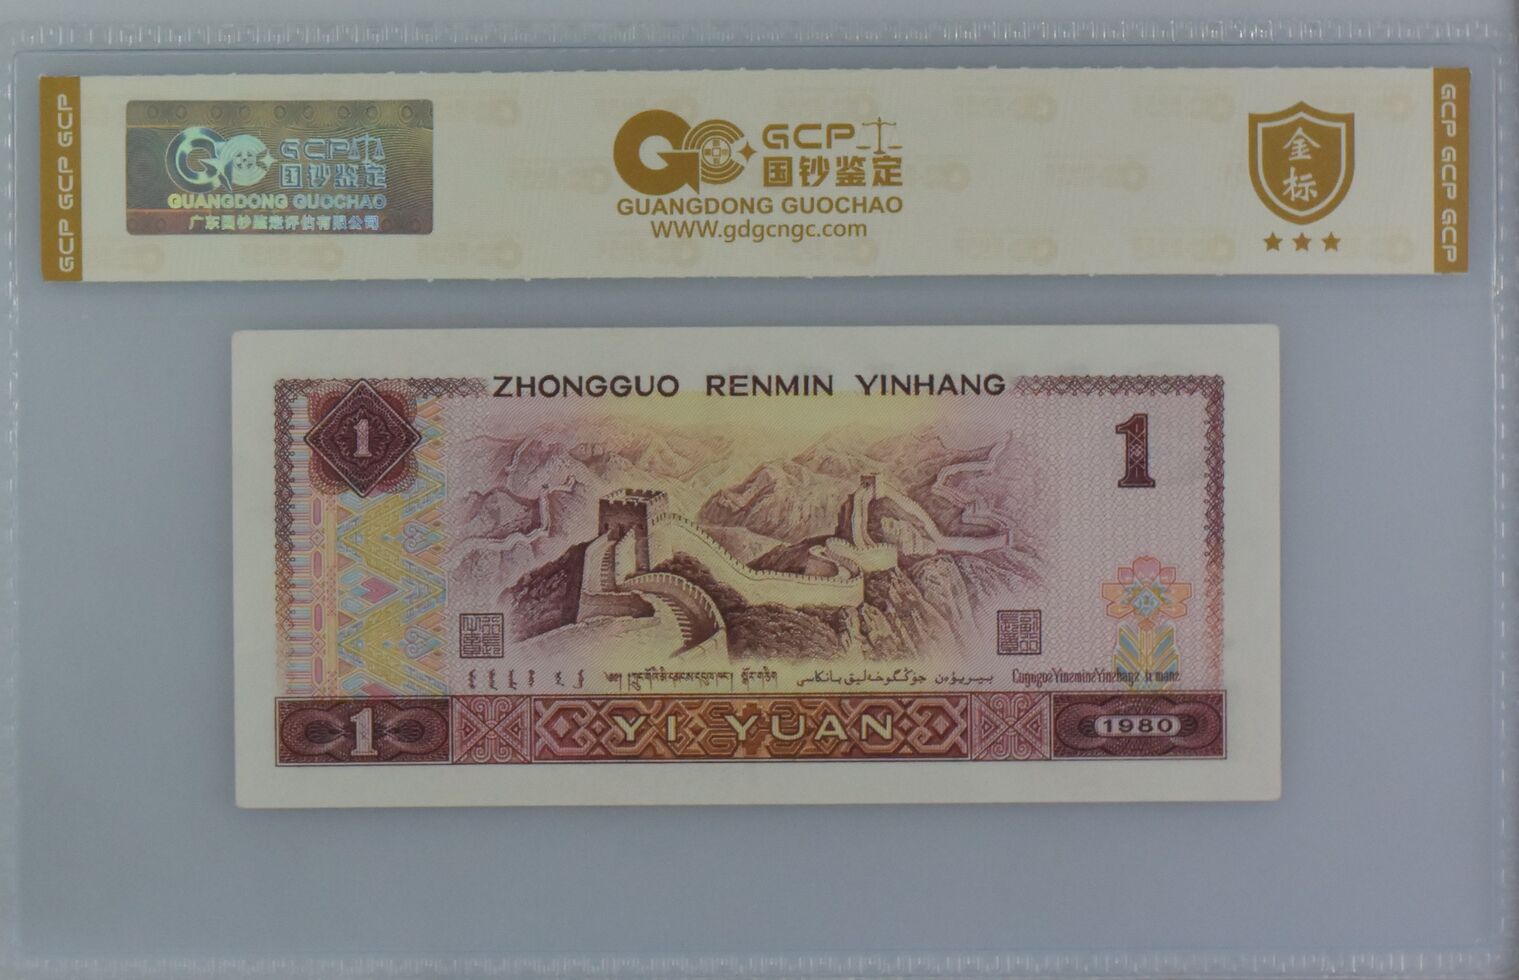 GCP GCP GCP
GCP
国钞鉴定
GUANGDONG GUOCHAO
广东国钞鉴定评估有限公司
GCP
国钞鉴定
GUANGDONG GUOCHAO
WWW.gdgcngc.com
金
标
GCP GCP GCP
ZHONGGUO RENMIN YINHANG
1
1
1
YI YUAN
1980